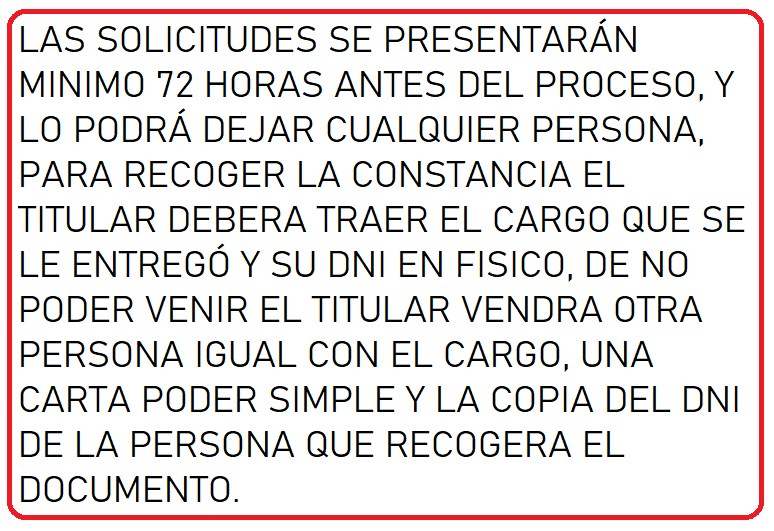 LAS SOLICITUDES SE PRESENTARÁN
MINIMO 72 HORAS ANTES DEL PROCESO, Y
LO PODRÁ DEJAR CUALQUIER PERSONA,
PARA RECOGER LA CONSTANCIA EL
TITULAR DEBERA TRAER EL CARGO QUE SE
LE ENTREGÓ Y SU DNI EN FISICO, DE NO
PODER VENIR EL TITULAR VENDRA OTRA
PERSONA IGUAL CON EL CARGO, UNA
CARTA PODER SIMPLE Y LA COPIA DEL DNI
DE LA PERSONA QUE RECOGERA EL
DOCUMENTO.